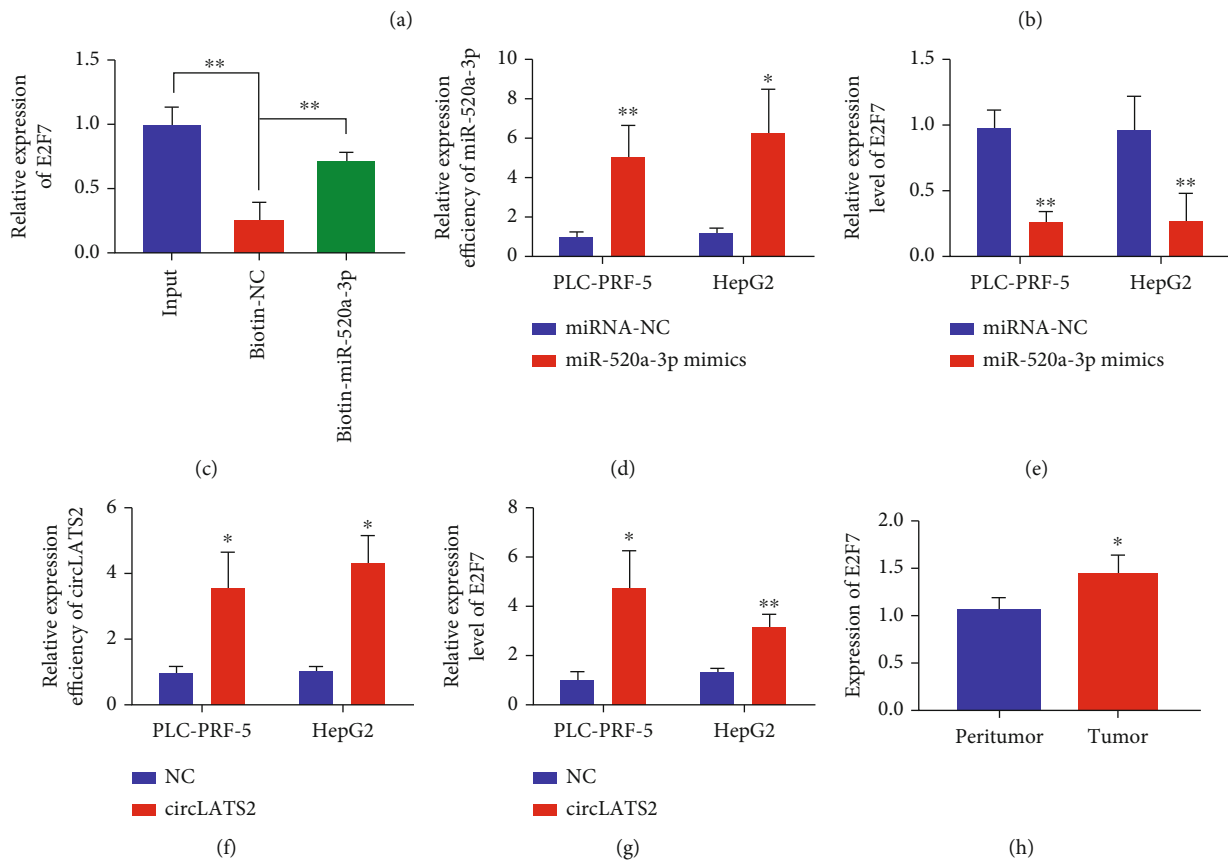 (a)
(b)
Relative expression
of E2F7
1.5
1.0
0.5
0.0
**
**
Input
Biotin-NC
Biotin-miR-520a-3p
(c)
Relative expression
efficiency of miR-520a-3p
10
8
6
4
2
0
**
*
PLC-PRF-5
HepG2
miRNA-NC
miR-520a-3p mimics
(d)
Relative expression
level of E2F7
1.5
1.0
0.5
0.0
**
**
PLC-PRF-5
HepG2
miRNA-NC
miR-520a-3p mimics
(e)
Relative expression
efficiency of circLATS2
6
4
2
0
*
*
PLC-PRF-5
HepG2
NC
circLATS2
(f)
Relative expression
level of E2F7
8
6
4
2
0
*
**
PLC-PRF-5
HepG2
NC
circLATS2
(g)
Expression of E2F7
2.0
1.5
1.0
1.5
0.0
*
Peritumor
Tumor
(h)